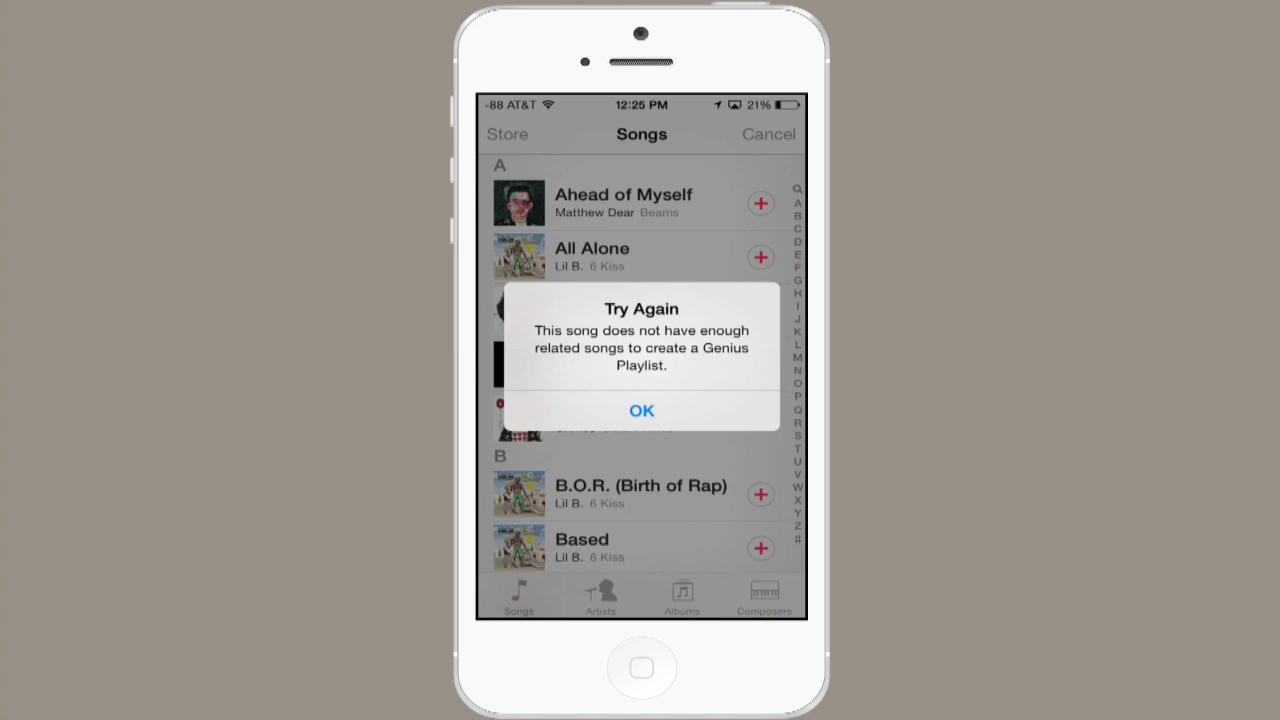 -88 AT&T 12:25 PM 21%
Store Songs Cancel
A
Ahead of Myself
Matthew Dear Beams
All Alone
Lil B. 6 Kiss
Try Again
This song does not have enough
related songs to create a Genius
Playlist.
OK
B
B.O.R. (Birth of Rap)
Lil B. 6 Kiss
Based
Lil B. 6 Kiss
A
B
C
D
E
F
G
H
I
J
K
L
M
N
O
P
Q
R
S
T
U
V
W
X
Y
Z
#
Songs Artists Albums Composers